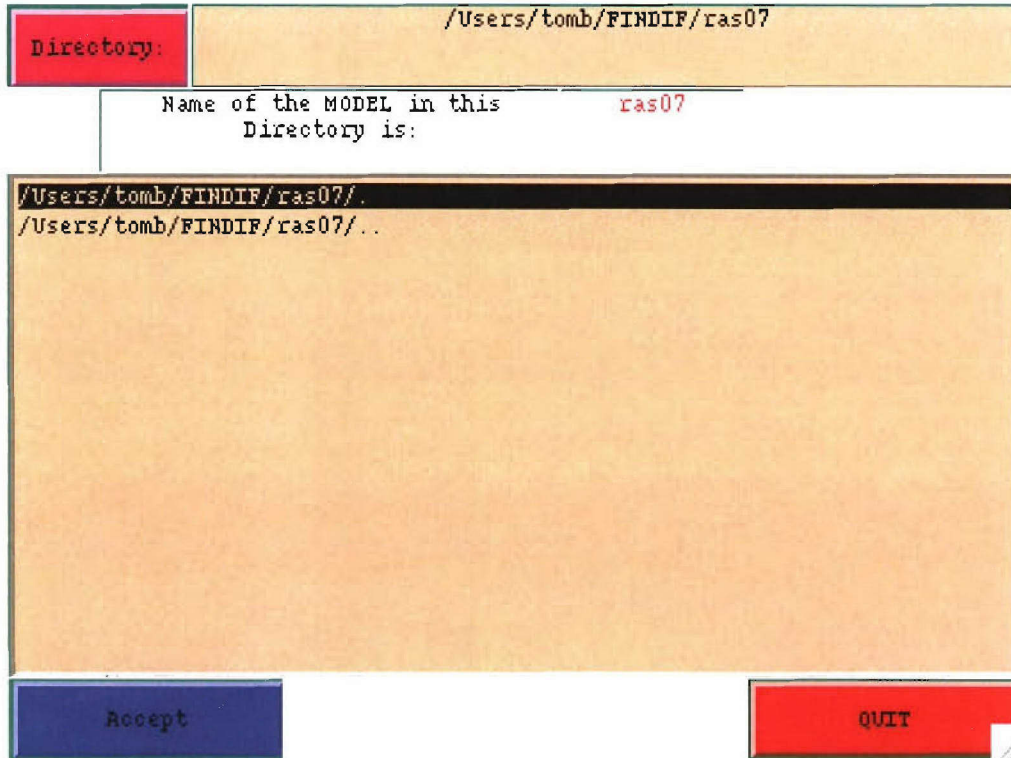 Directory:
/Users/tomb/FINDIF/ras07
Name of the MODEL in this
Directory is:
ras07
/Users/tomb/FINDIF/ras07/.
/Users/tomb/FINDIF/ras07/..
Accept
QUIT